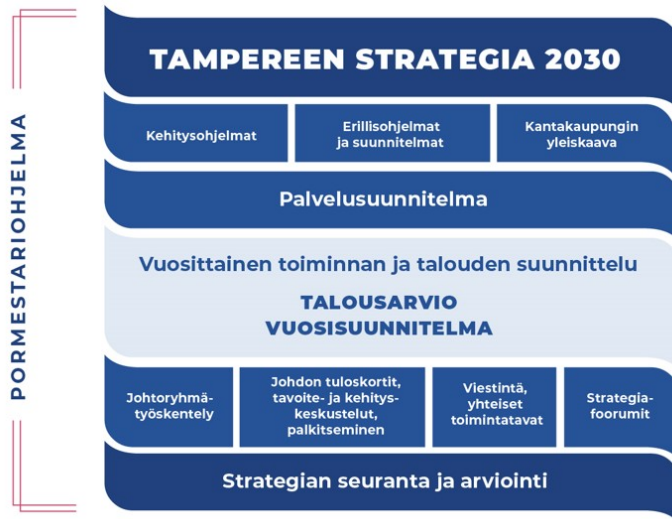 PORMESTARIOHJELMA
TAMPEREEN STRATEGIA 2030
Kehitysohjelmat
Erillisohjelmat
ja suunnitelmat
Kantakaupungin
yleiskaava
Palvelusuunnitelma
Vuosittainen toiminnan ja talouden suunnittelu
TALOUSARVIO
VUOSISUUNNITELMA
Johtoryhmä-
työskentely
Johdon tuloskortit,
tavoite- ja kehitys-
keskustelut,
palkitseminen
Viestintä,
yhteiset
toimintatavat
Strategia-
foorumit
Strategian seuranta ja arviointi